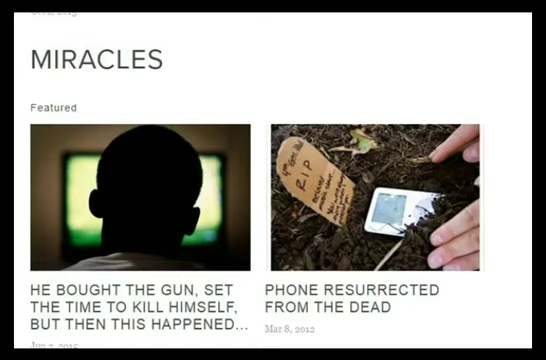 MIRACLES
Featured
R I P
HE BOUGHT THE GUN, SET
THE TIME TO KILL HIMSELF,
BUT THEN THIS HAPPENED...
PHONE RESURRECTED
FROM THE DEAD
Mar 8, 2012